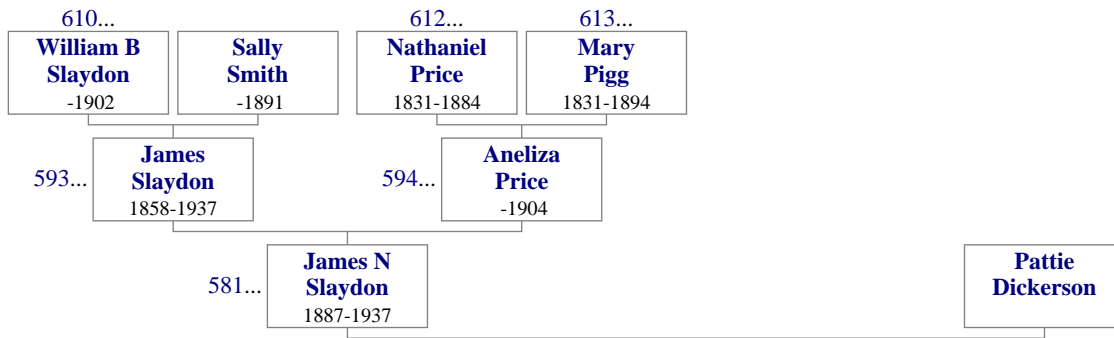 610...
612...
613...
William B
Slaydon
-1902
Sally
Smith
-1891
Nathaniel
Price
1831-1884
Mary
Pigg
1831-1894
593...
James
Slaydon
1858-1937
594...
Aneliza
Price
-1904
581...
James N
Slaydon
1887-1937
Pattie
Dickerson